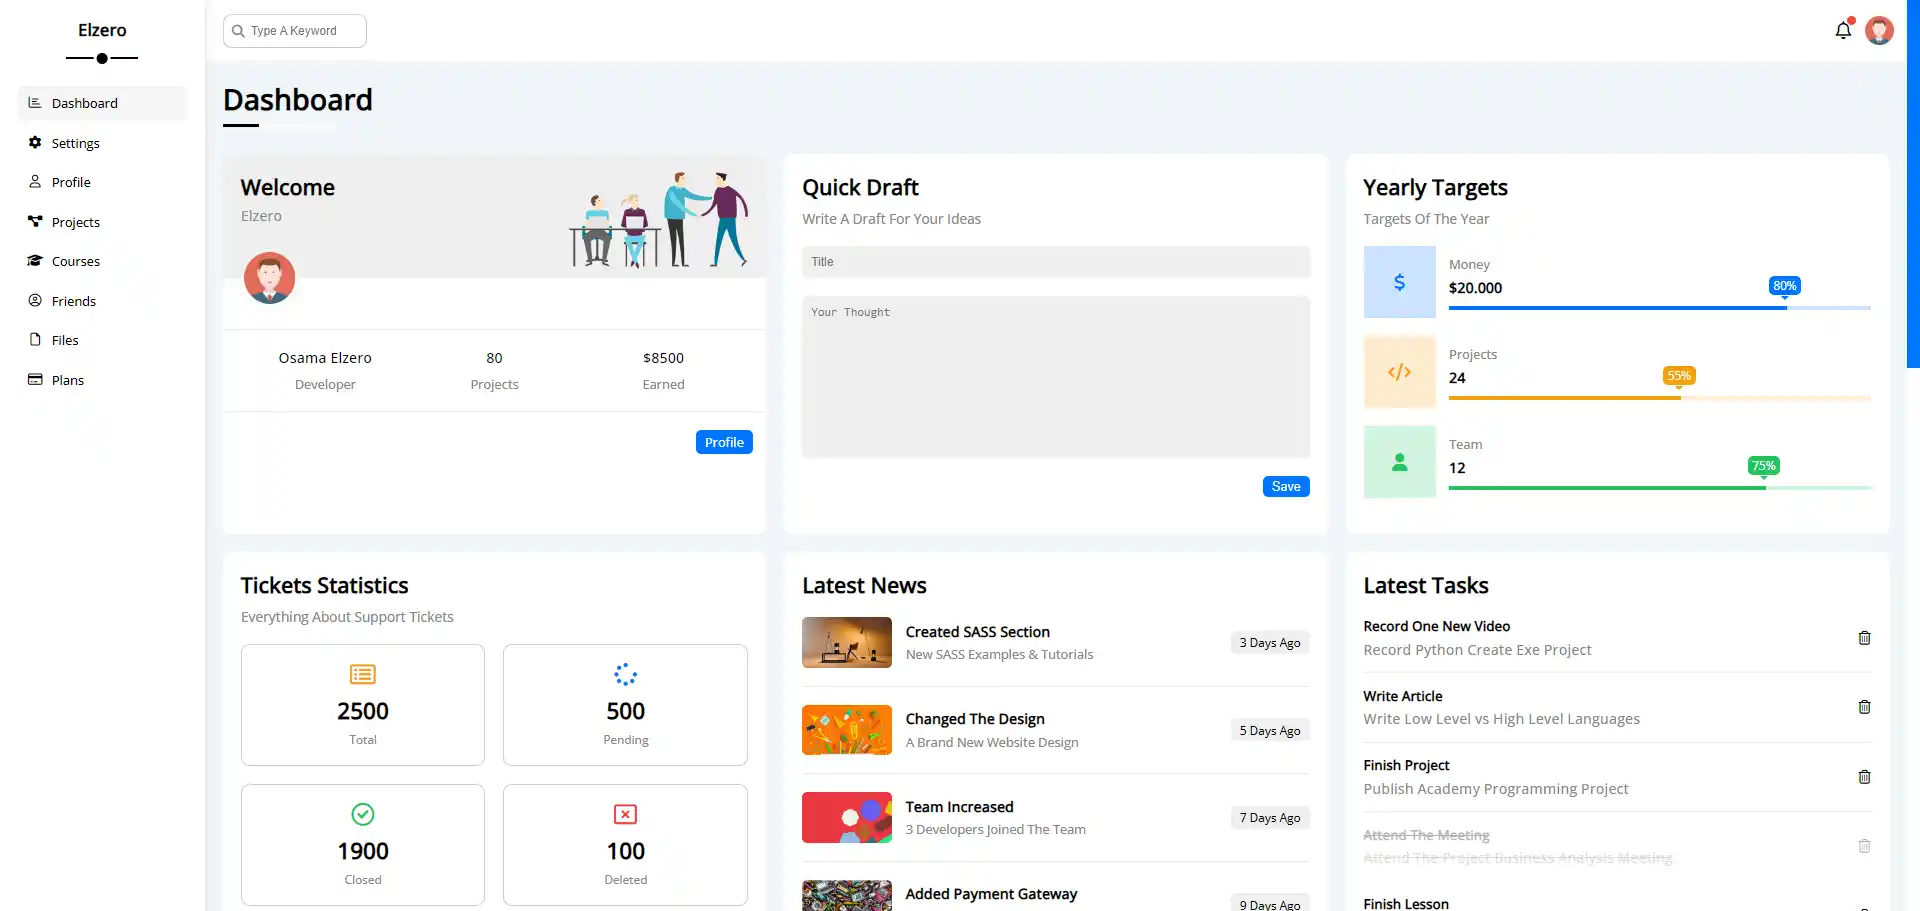 Elzero
Dashboard
Settings
Profile
Projects
Courses
Friends
Files
Plans
Type A Keyword
Dashboard
Welcome
Elzero
Osama Elzero
Developer
80
Projects
$8500
Earned
Profile
Quick Draft
Write A Draft For Your Ideas
Title
Your Thought
Save
Yearly Targets
Targets Of The Year
Money
$20.000
80%
Projects
24
55%
Team
12
75%
Tickets Statistics
Everything About Support Tickets
2500
Total
500
Pending
1900
Closed
100
Deleted
Latest News
Created SASS Section
New SASS Examples & Tutorials
3 Days Ago
Changed The Design
A Brand New Website Design
5 Days Ago
Team Increased
3 Developers Joined The Team
7 Days Ago
Added Payment Gateway
9 Days Ago
Latest Tasks
Record One New Video
Record Python Create Exe Project
Write Article
Write Low Level vs High Level Languages
Finish Project
Publish Academy Programming Project
Attend The Meeting
Attend The Project Business Analysis Meeting
Finish Lesson